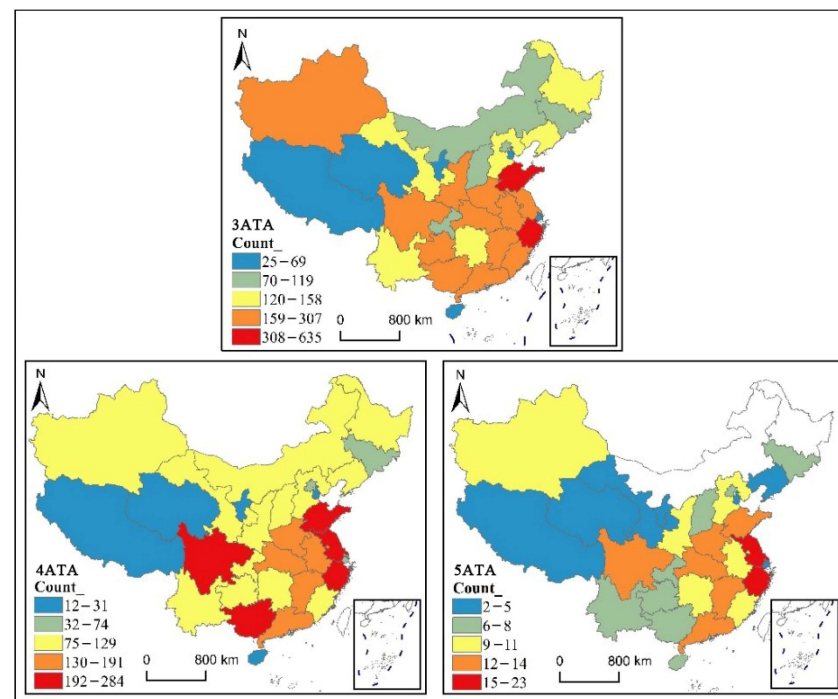 N
3ATA
Count_
25–69
70–119
120–158
159–307
308–635
0 800 km
N
4ATA
Count_
12–31
32–74
75–129
130–191
192–284
0 800 km
N
5ATA
Count_
2–5
6–8
9–11
12–14
15–23
0 800 km